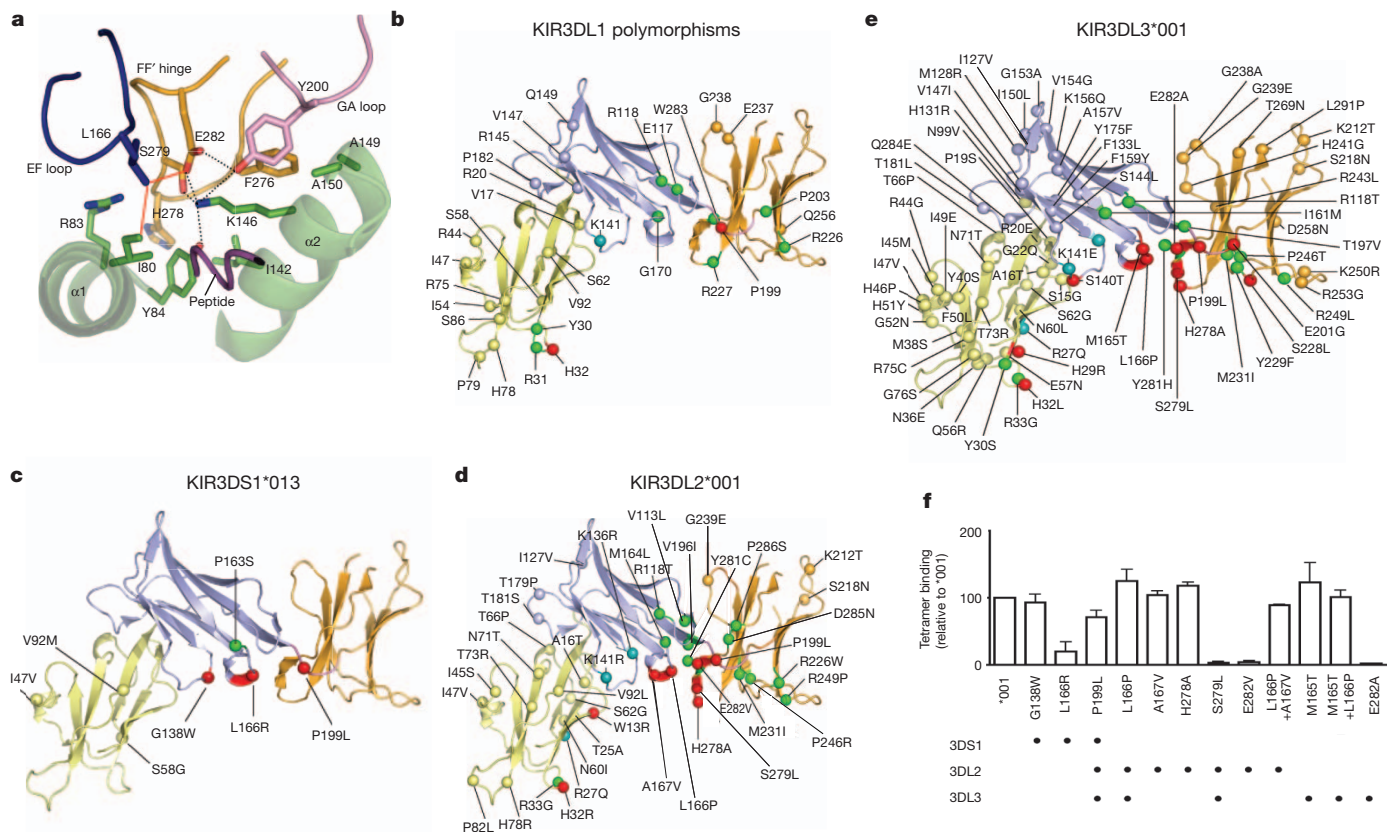 a
FF' hinge
Y200
GA loop
L166
S279
E282
EF loop
F276
A149
A150
R83
H278
K146
α2
I80
I142
α1
Peptide
Y84
b
KIR3DL1 polymorphisms
Q149
V147
R145
P182
R20
V17
S58
R44
I47
R75
I54
S86
P79
H78
K141
R118
E117
W283
G238
E237
P203
Q256
R226
G170
S62
V92
R227
P199
Y30
R31
H32
c
KIR3DS1*013
P163S
V92M
I47V
G138W
L166R
P199L
S58G
d
KIR3DL2*001
V113L
G239E
K136R
V196I
P286S
M164L
Y281C
K212T
I127V
R118T
S218N
T179P
T181S
D285N
T66P
N71T
A16T
P199L
T73R
K141R
R226W
I45S
R249P
I47V
V92L
S62G
E282V
M231I
W13R
H278A
P246R
T25A
S279L
N60I
A167V
R27Q
L166P
R33G
H32R
P82L
H78R
e
KIR3DL3*001
I127V
M128R
G153A
V154G
G238A
V147I
I150L
K156Q
E282A
G239E
H131R
A157V
T269N
L291P
N99V
Y175F
K212T
Q284E
P19S
F133L
H241G
T181L
F159Y
S218N
T66P
S144L
R243L
R44G
R118T
I49E
R20E
I161M
N71T
G22Q
D258N
I45M
K141E
T197V
I47V
Y40S
A16T
S140T
P246T
H46P
S15G
K250R
H51Y
F50L
S62G
P199L
R253G
G52N
T73R
N60L
M165T
H278A
R249L
M38S
R27Q
L166P
E201G
R75C
H29R
S228L
G76S
E57N
Y281H
Y229F
H32L
M231I
N36E
R33G
S279L
Q56R
Y30S
f
Tetramer binding
(relative to *001)
200
100
0
*001
G138W
L166R
P199L
L166P
A167V
H278A
S279L
E282V
L166P
+A167V
M165T
M165T
+L166P
E282A
3DS1
3DL2
3DL3